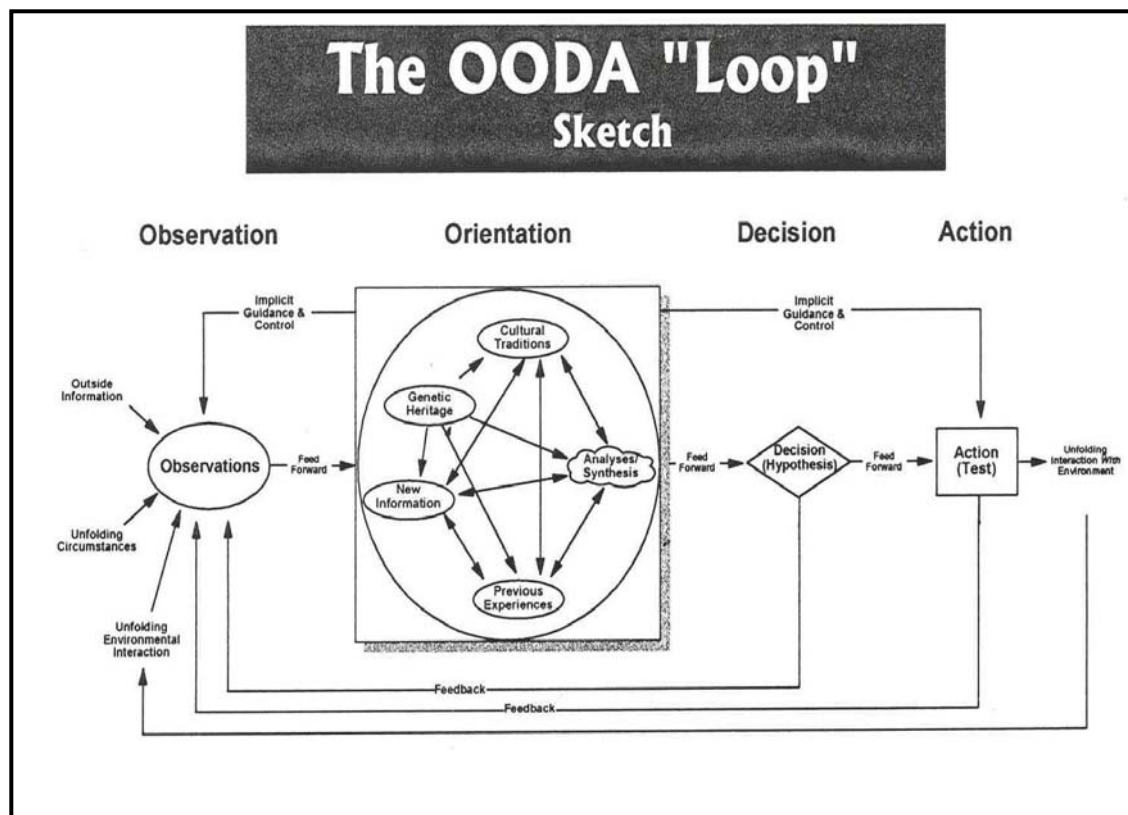 The OODA "Loop"
Sketch
Observation
Orientation
Decision
Action
Implicit
Guidance &
Control
Implicit
Guidance &
Control
Outside
Information
Observations
Unfolding
Circumstances
Unfolding
Environmental
Interaction
Feed
Forward
Cultural
Traditions
Genetic
Heritage
New
Information
Analyses/
Synthesis
Previous
Experiences
Feed
Forward
Decision
(Hypothesis)
Feed
Forward
Action
(Test)
Unfolding
Interaction With
Environment
Feedback
Feedback